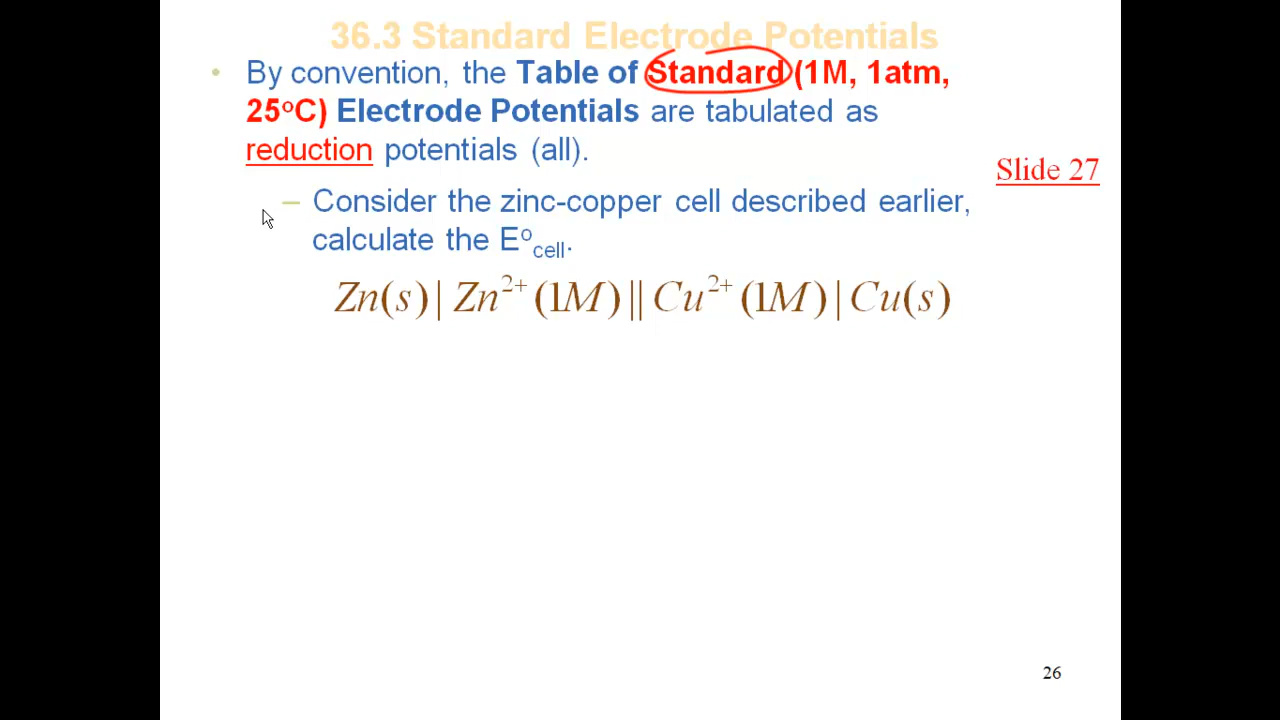 36.3 Standard Electrode Potentials
• By convention, the Table of Standard (1M, 1atm,
25°C) Electrode Potentials are tabulated as
reduction potentials (all).
Slide 27
– Consider the zinc-copper cell described earlier,
calculate the E°cell.
Zn(s) | Zn²⁺ (1M) || Cu²⁺ (1M) | Cu(s)
26